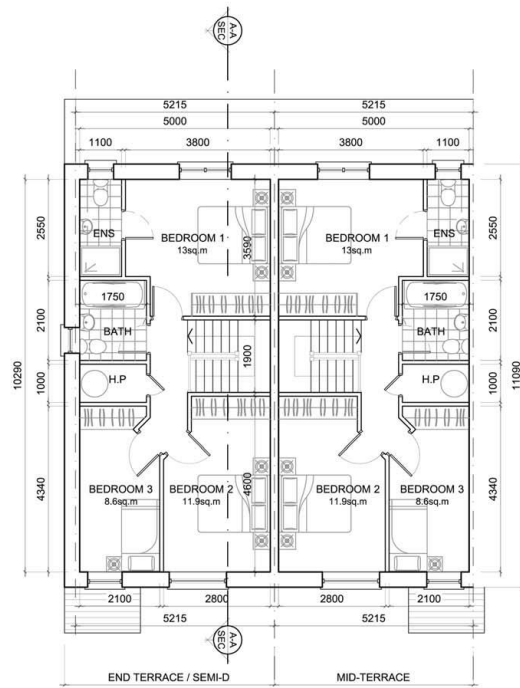 A-A
SEC
5215 5215
5000 5000
1100 3800 3800 1100
2550 ENS BEDROOM 1 3590 BEDROOM 1 ENS 2550
13sq.m 13sq.m
2100 1750 1750 2100
BATH BATH
10290 1000 H.P 1900 H.P 1000 11090
4340 BEDROOM 3 BEDROOM 2 4600 BEDROOM 2 BEDROOM 3 4340
8.6sq.m 11.9sq.m 11.9sq.m 8.6sq.m
2100 2800 2800 2100
5215 5215
A-A
SEC
END TERRACE / SEMI-D MID-TERRACE